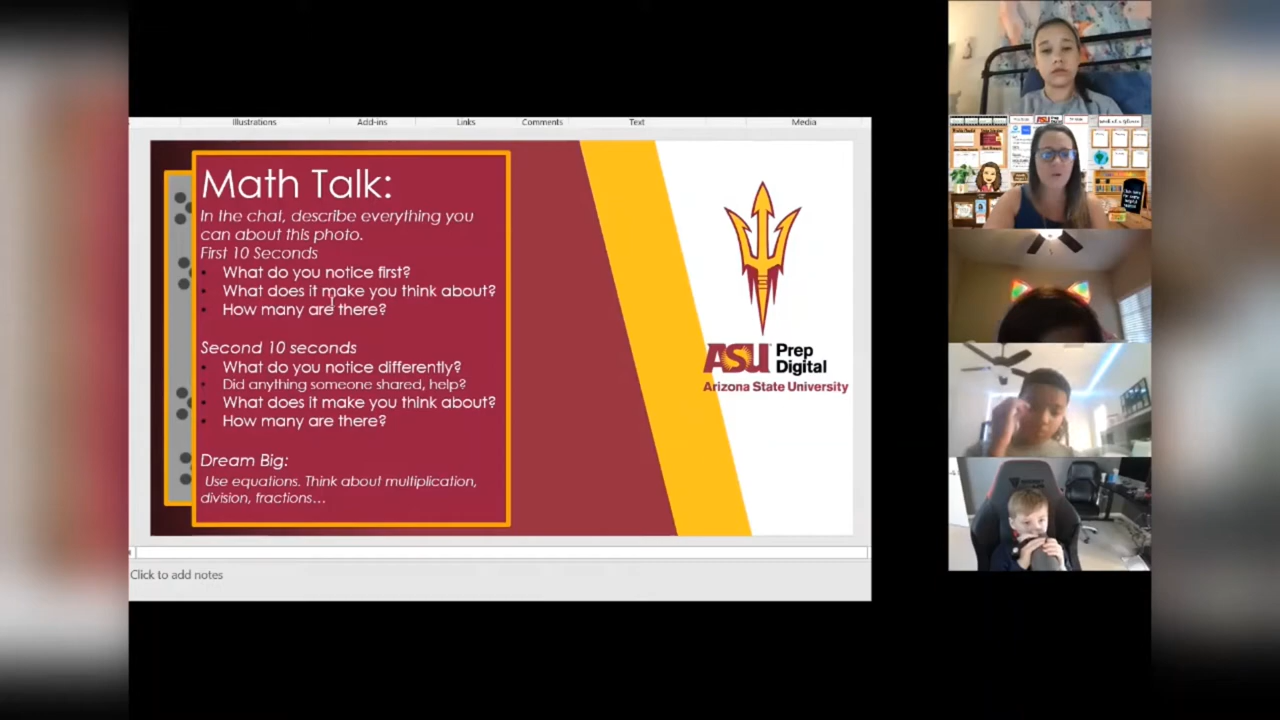 Illustrations Add-ins Links Comments Text Media
Math Talk:
In the chat, describe everything you
can about this photo.
First 10 Seconds
• What do you notice first?
• What does it make you think about?
• How many are there?
Second 10 seconds
• What do you notice differently?
• Did anything someone shared, help?
• What does it make you think about?
• How many are there?
Dream Big:
Use equations. Think about multiplication,
division, fractions...
ASU Prep
Digital
Arizona State University
Click to add notes